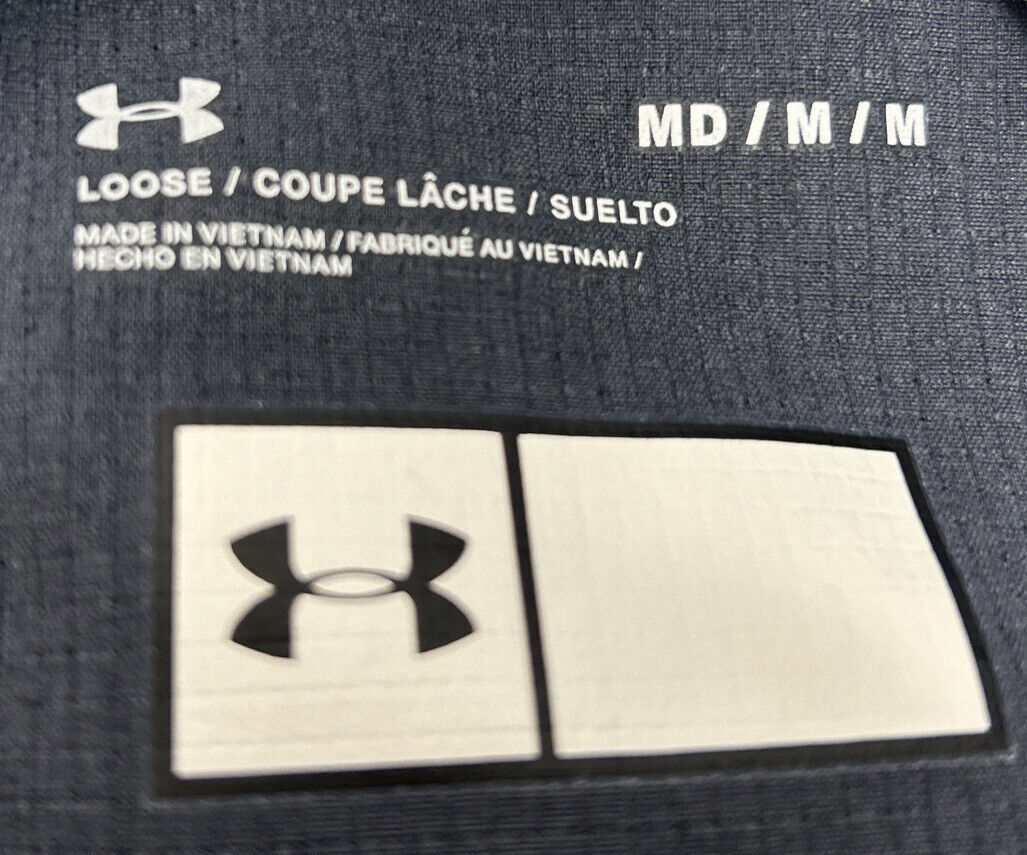 MD / M / M
LOOSE / COUPE LÂCHE / SUELTO
MADE IN VIETNAM / FABRIQUÉ AU VIETNAM /
HECHO EN VIETNAM